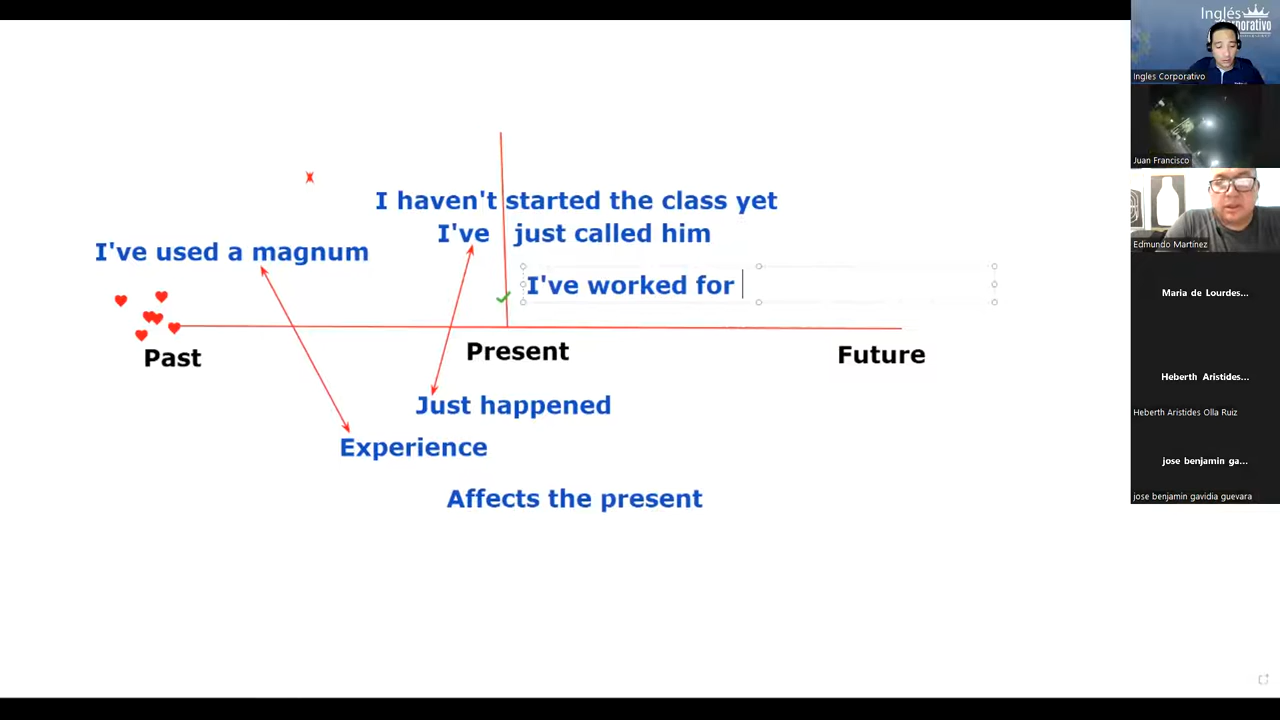 I haven't started the class yet
I've just called him
I've used a magnum
I've worked for
Past
Present
Future
Just happened
Experience
Affects the present
Inglés
Corporativo
Ingles Corporativo
Juan Francisco
Edmundo Martínez
Maria de Lourdes...
Heberth Aristides...
Heberth Aristides Olla Ruiz
jose benjamin ga...
jose benjamin gavidia guevara